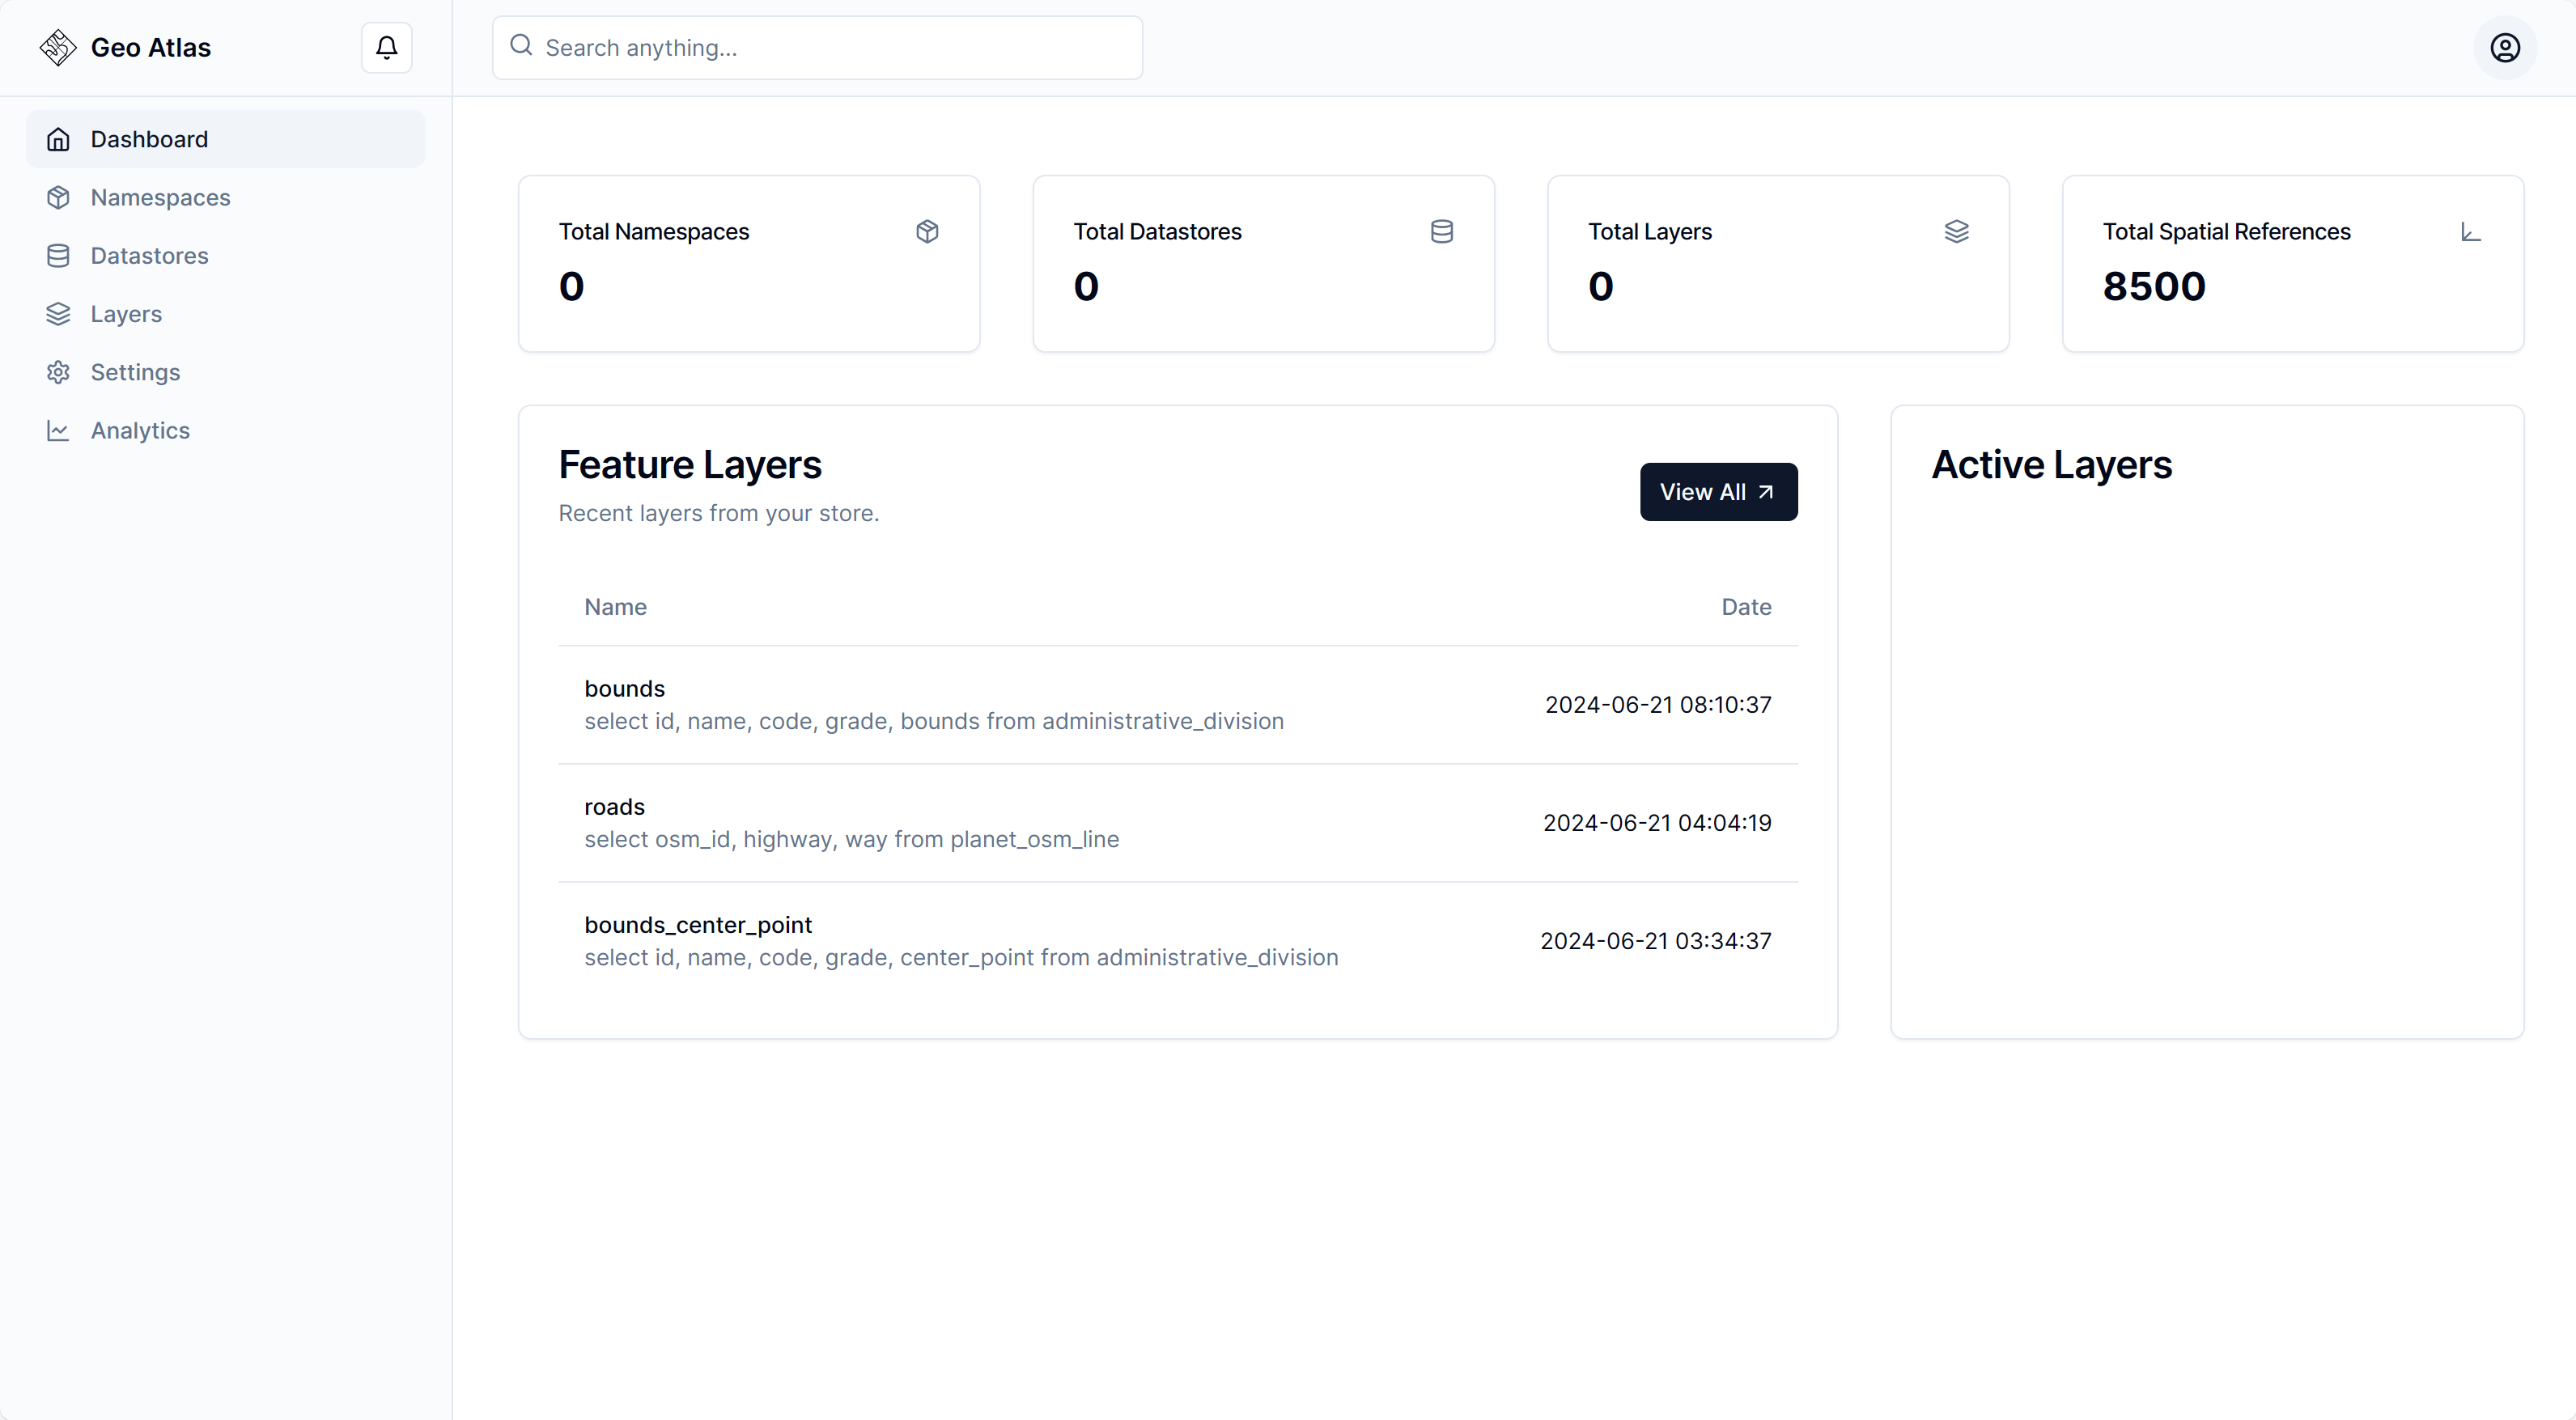 Geo Atlas
Search anything...
Dashboard
Namespaces
Datastores
Layers
Settings
Analytics
Total Namespaces
0
Total Datastores
0
Total Layers
0
Total Spatial References
8500
Feature Layers
Recent layers from your store.
View All
Name Date
bounds
select id, name, code, grade, bounds from administrative_division
2024-06-21 08:10:37
roads
select osm_id, highway, way from planet_osm_line
2024-06-21 04:04:19
bounds_center_point
select id, name, code, grade, center_point from administrative_division
2024-06-21 03:34:37
Active Layers